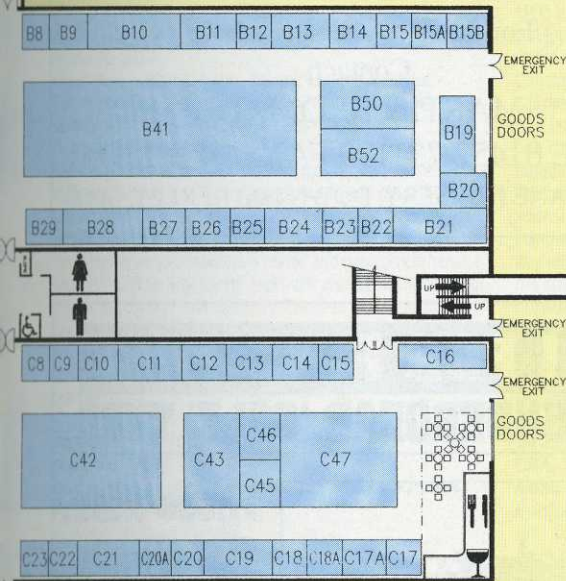 B8 B9 B10 B11 B12 B13 B14 B15 B15A B15B
EMERGENCY
EXIT
B41
B50
B52
B19
GOODS
DOORS
B20
B29 B28 B27 B26 B25 B24 B23 B22 B21
UP
UP
EMERGENCY
EXIT
C8 C9 C10 C11 C12 C13 C14 C15 C16
EMERGENCY
EXIT
GOODS
DOORS
C42 C43 C46 C47
C45
C23 C22 C21 C20A C20 C19 C18 C18A C17A C17